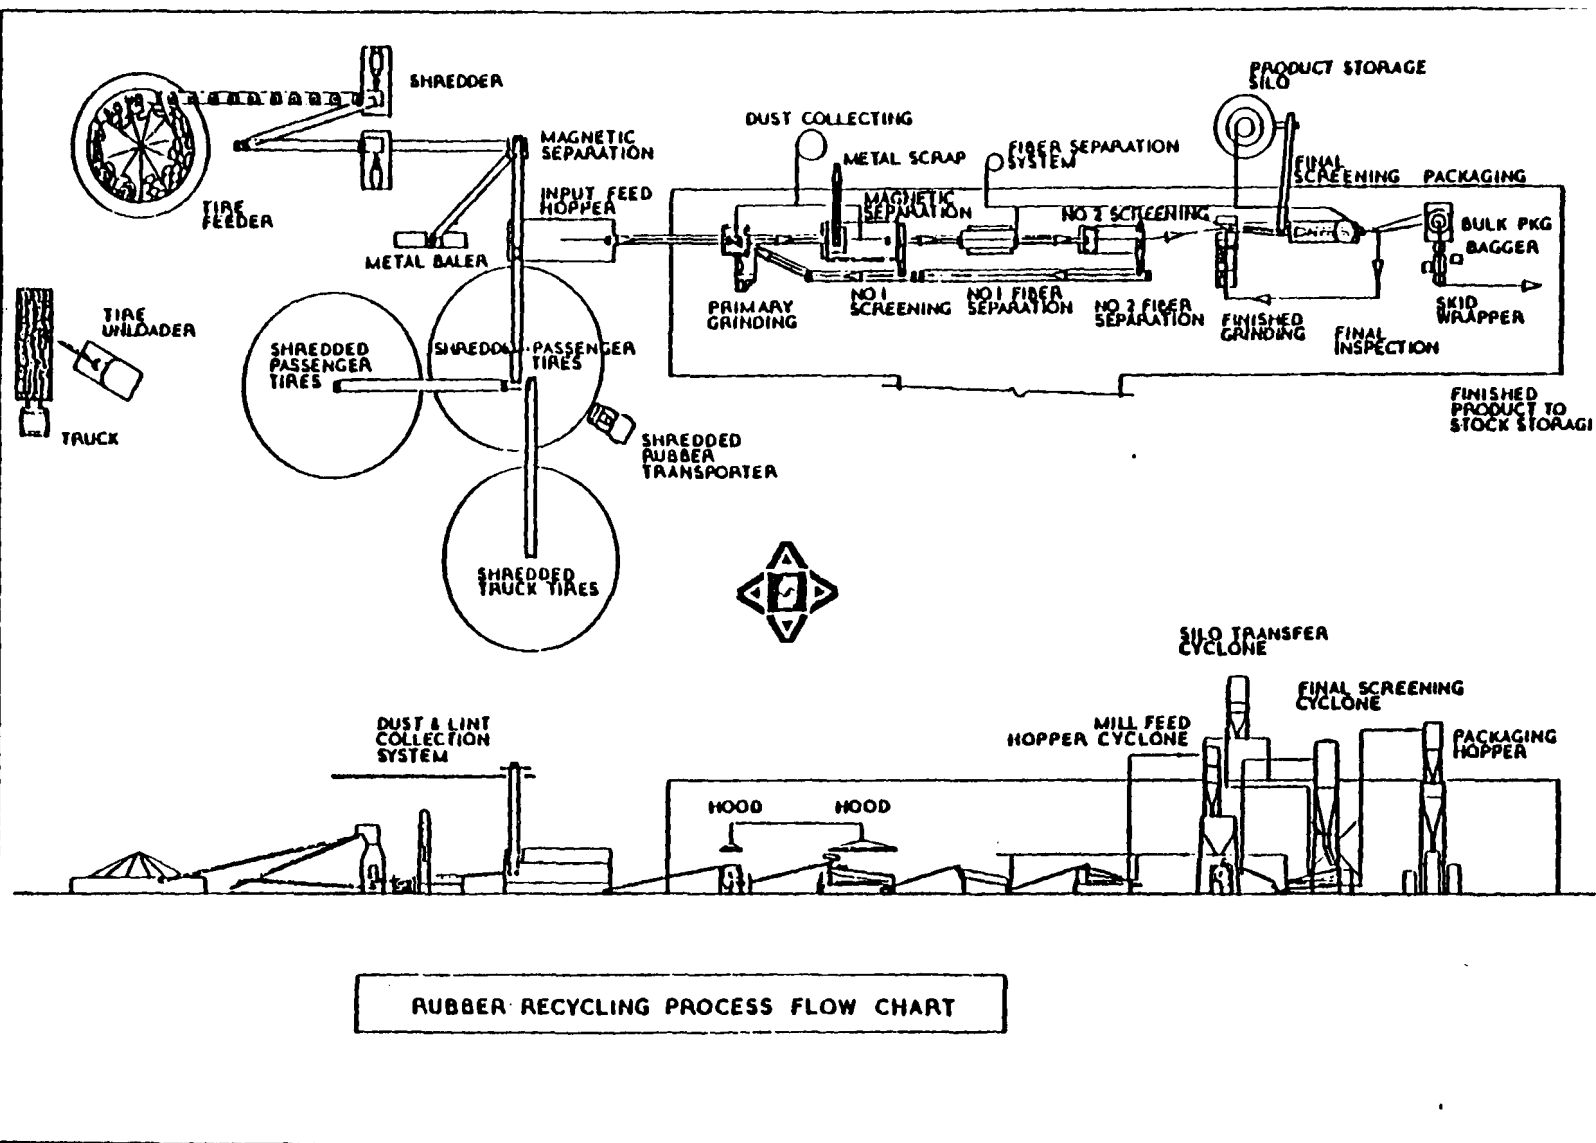 SHREDDER
PRODUCT STORAGE
SILO
DUST COLLECTING
MAGNETIC
SEPARATION
METAL SCRAP
FIBER SEPARATION
SYSTEM
FINAL
SCREENING
PACKAGING
TIRE
FEEDER
INPUT FEED
HOPPER
MAGNETIC
SEPARATION
NO 2 SCREENING
BULK PKG
BAGGER
METAL BALER
PRIMARY
GRINDING
NO 1
SCREENING
NO 1 FIBER
SEPARATION
NO 2 FIBER
SEPARATION
FINISHED
GRINDING
FINAL
INSPECTION
SKID
WRAPPER
TIRE
UNLOADER
TRUCK
SHREDDED
PASSENGER
TIRES
SHREDD PASSENGER
TIRES
SHREDDED
RUBBER
TRANSPORTER
FINISHED
PRODUCT TO
STOCK STORAGI
SHREDDED
TRUCK TIRES
SILO TRANSFER
CYCLONE
FINAL SCREENING
CYCLONE
DUST & LINT
COLLECTION
SYSTEM
MILL FEED
HOPPER CYCLONE
PACKAGING
HOPPER
HOOD HOOD
RUBBER RECYCLING PROCESS FLOW CHART